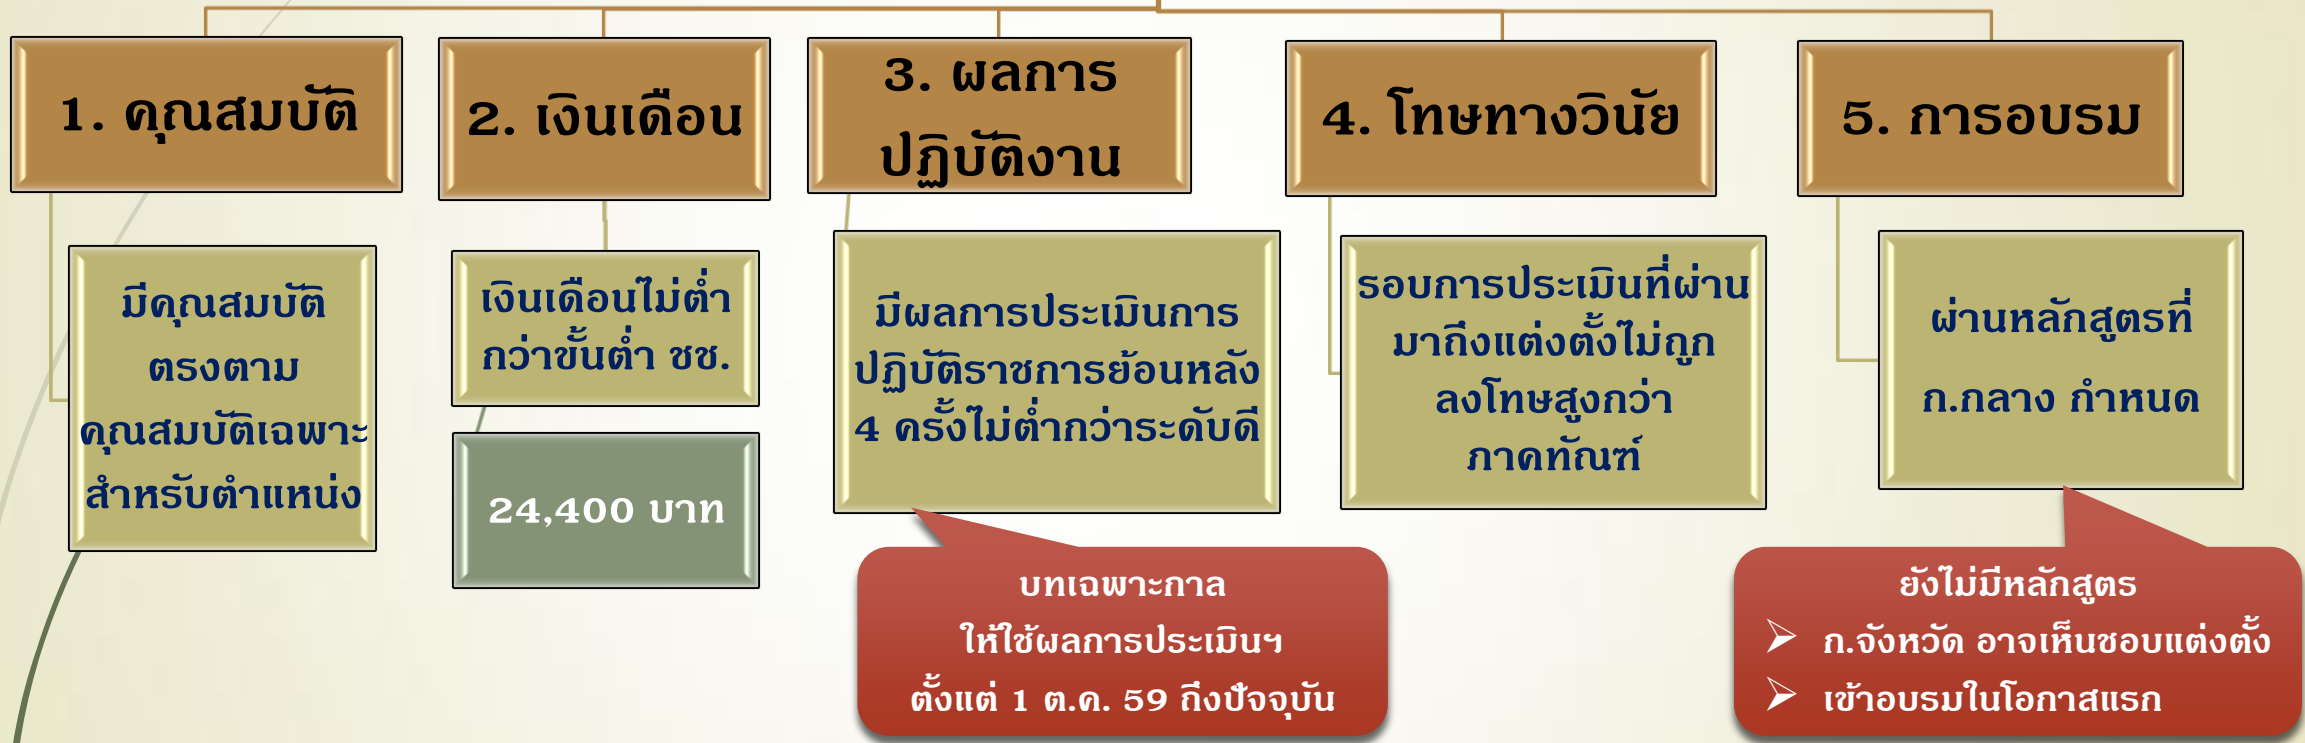 1. คุณสมบัติ
มีคุณสมบัติ
ตรงตาม
คุณสมบัติเฉพาะ
สำหรับตำแหน่ง
2. เงินเดือน
เงินเดือนไม่ต่ำ
กว่าขั้นต่ำ ชช.
24,400 บาท
3. ผลการ
ปฏิบัติงาน
มีผลการประเมินการ
ปฏิบัติราชการย้อนหลัง
4 ครั้งไม่ต่ำกว่าระดับดี
บทเฉพาะกาล
ให้ใช้ผลการประเมินฯ
ตั้งแต่ 1 ต.ค. 59 ถึงปัจจุบัน
4. โทษทางวินัย
รอบการประเมินที่ผ่าน
มาถึงแต่งตั้งไม่ถูก
ลงโทษสูงกว่า
ภาคทัณฑ์
5. การอบรม
ผ่านหลักสูตรที่
ก.กลาง กำหนด
ยังไม่มีหลักสูตร
➢ ก.จังหวัด อาจเห็นชอบแต่งตั้ง
➢ เข้าอบรมในโอกาสแรก